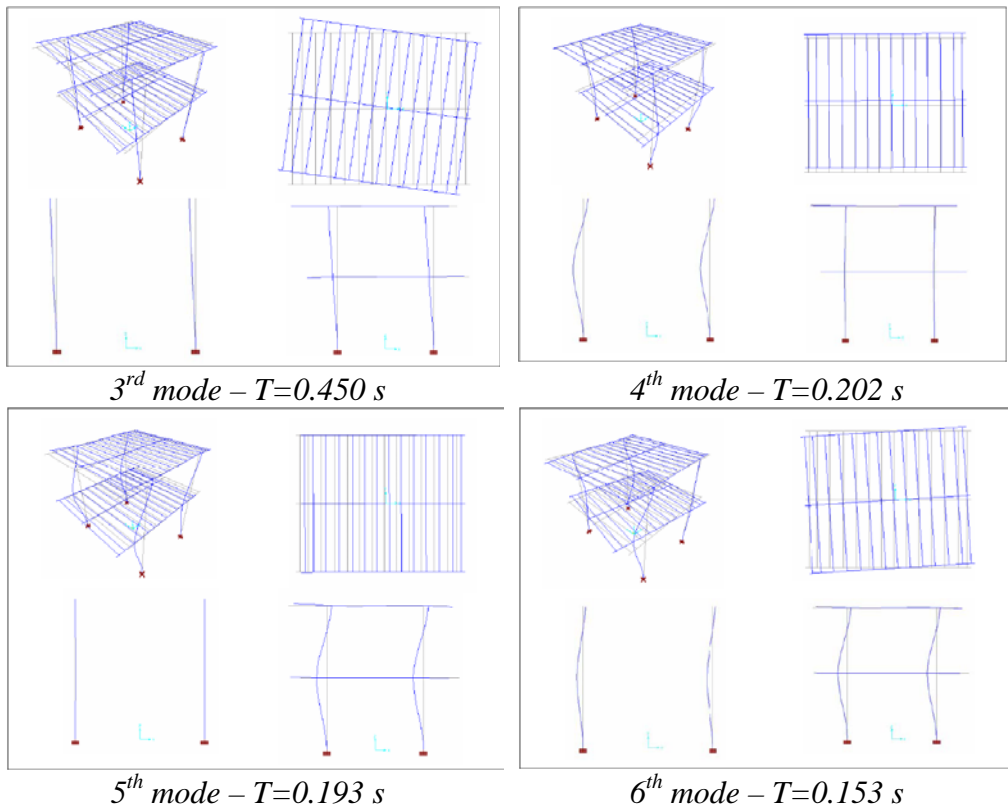 3rd mode – T=0.450 s
4th mode – T=0.202 s
5th mode – T=0.193 s
6th mode – T=0.153 s